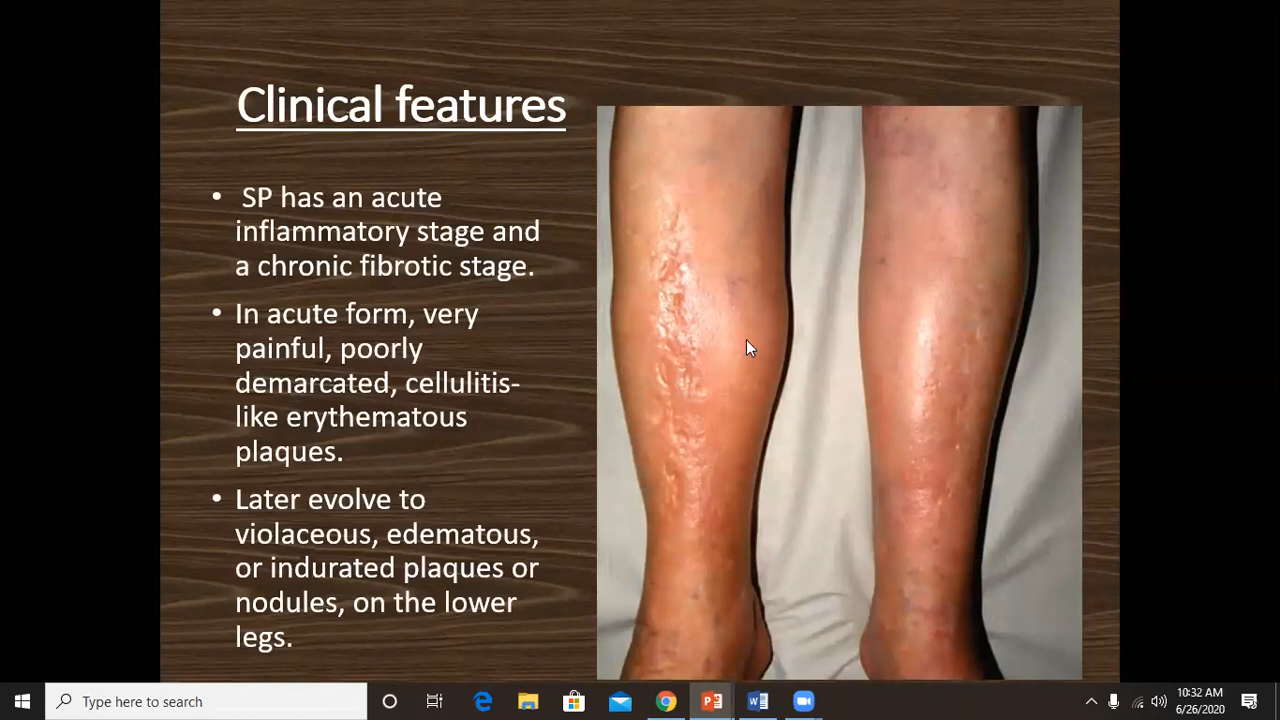 Clinical features
• SP has an acute
inflammatory stage and
a chronic fibrotic stage.
• In acute form, very
painful, poorly
demarcated, cellulitis-
like erythematous
plaques.
• Later evolve to
violaceous, edematous,
or indurated plaques or
nodules, on the lower
legs.
Type here to search
10:32 AM
6/26/2020